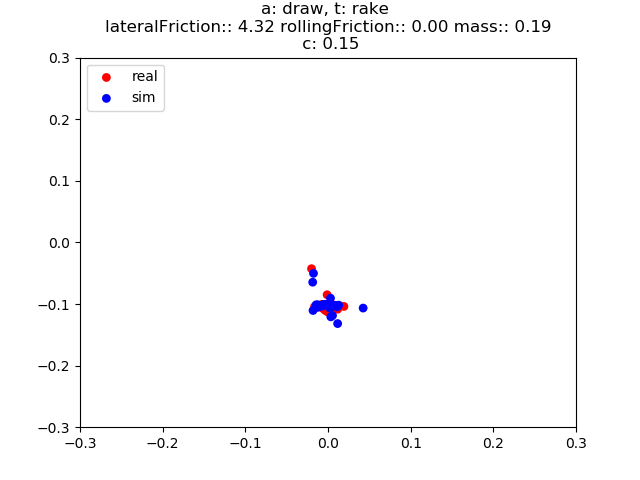 a: draw, t: rake
lateralFriction:: 4.32 rollingFriction:: 0.00 mass:: 0.19
c: 0.15
real
sim
0.3
0.2
0.1
0.0
−0.1
−0.2
−0.3
−0.3 −0.2 −0.1 0.0 0.1 0.2 0.3